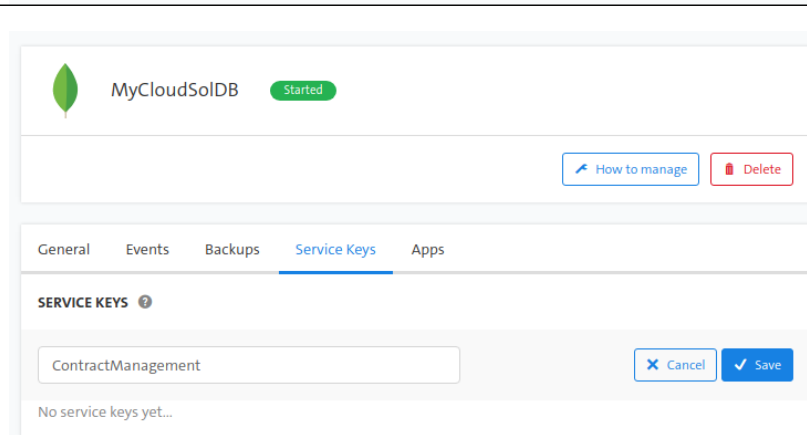 MyCloudSolDB Started
How to manage Delete
General Events Backups Service Keys Apps
SERVICE KEYS ?
ContractManagement Cancel Save
No service keys yet...